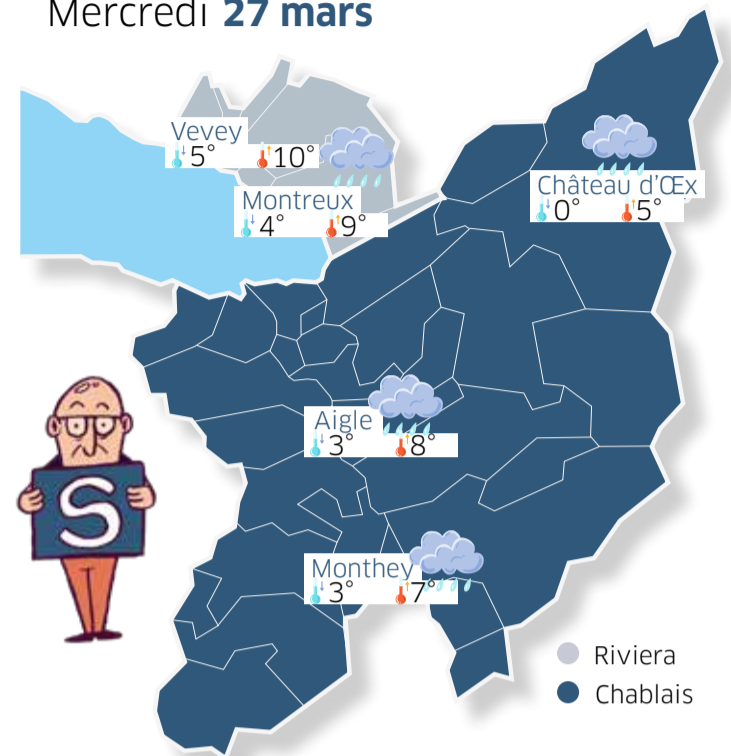 Mercredi 27 mars
Vevey
5° 10°
Montreux
4° 9°
Château d'Œx
0° 5°
Aigle
3° 8°
S
Monthey
3° 7°
Riviera
Chablais